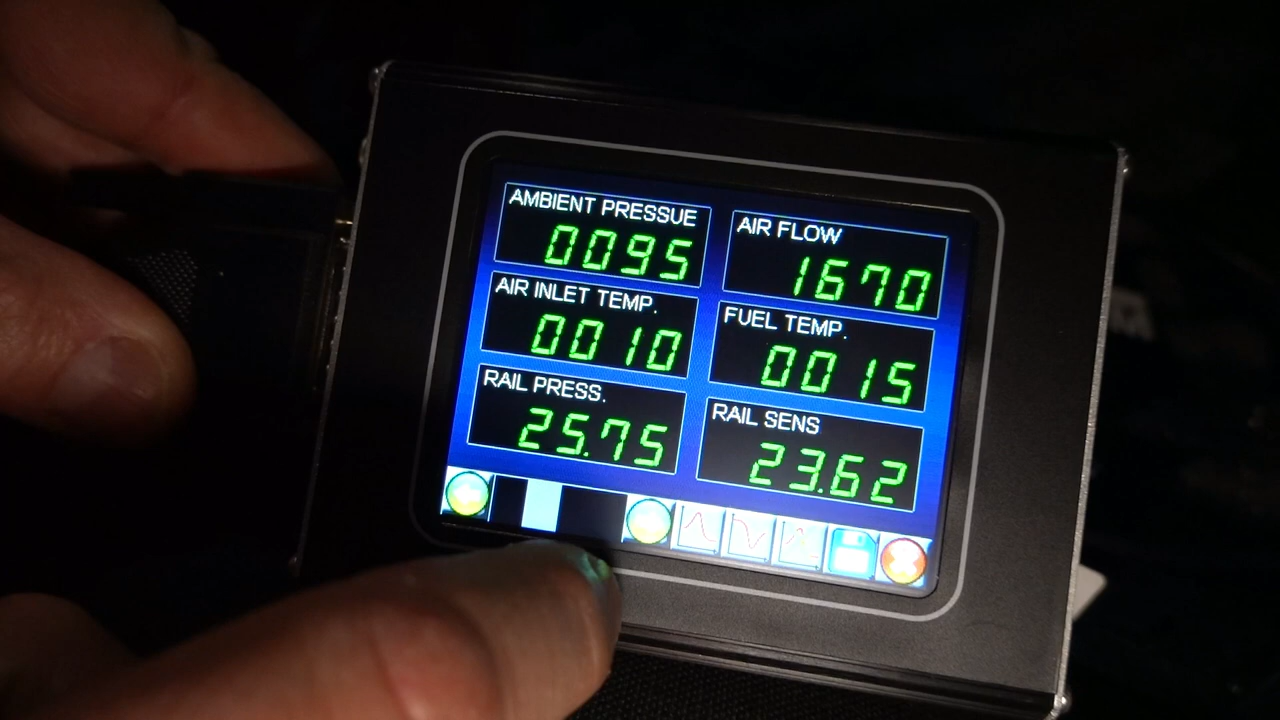 AMBIENT PRESSUE
0095
AIR FLOW
1670
AIR INLET TEMP.
0010
FUEL TEMP.
0015
RAIL PRESS.
25.75
RAIL SENS
23.62